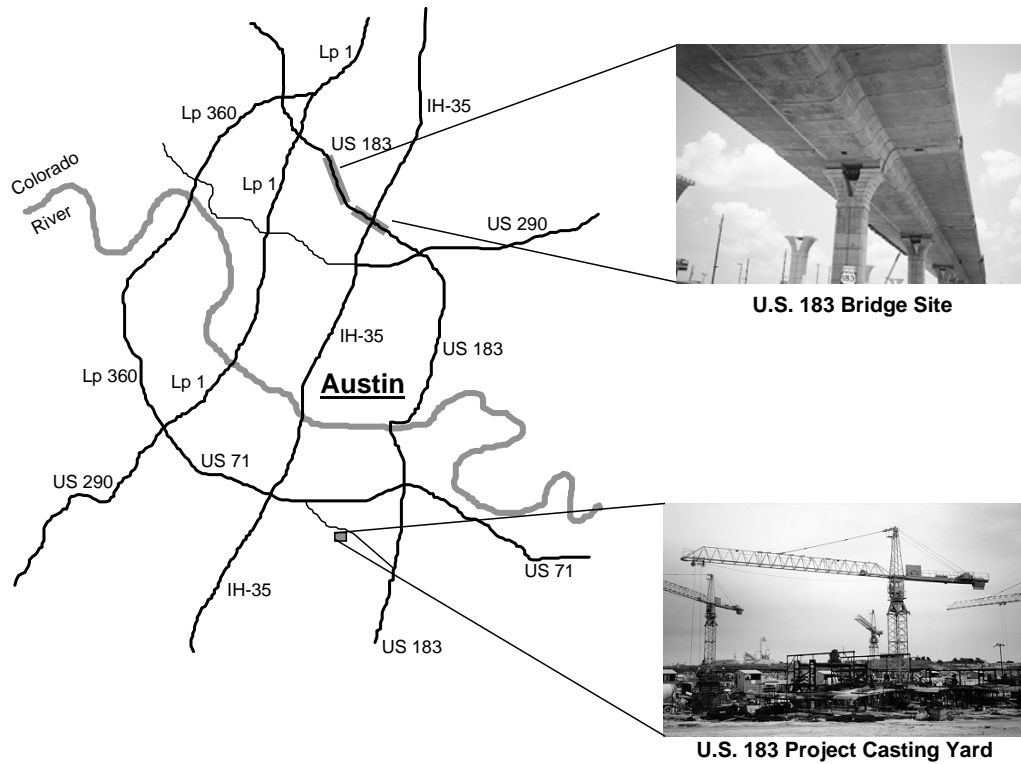 Lp 1
Lp 360
IH-35
US 183
Colorado
River
Lp 1
US 290
U.S. 183 Bridge Site
IH-35
US 183
Lp 360
Lp 1
Austin
US 71
US 290
US 71
IH-35
US 183
U.S. 183 Project Casting Yard